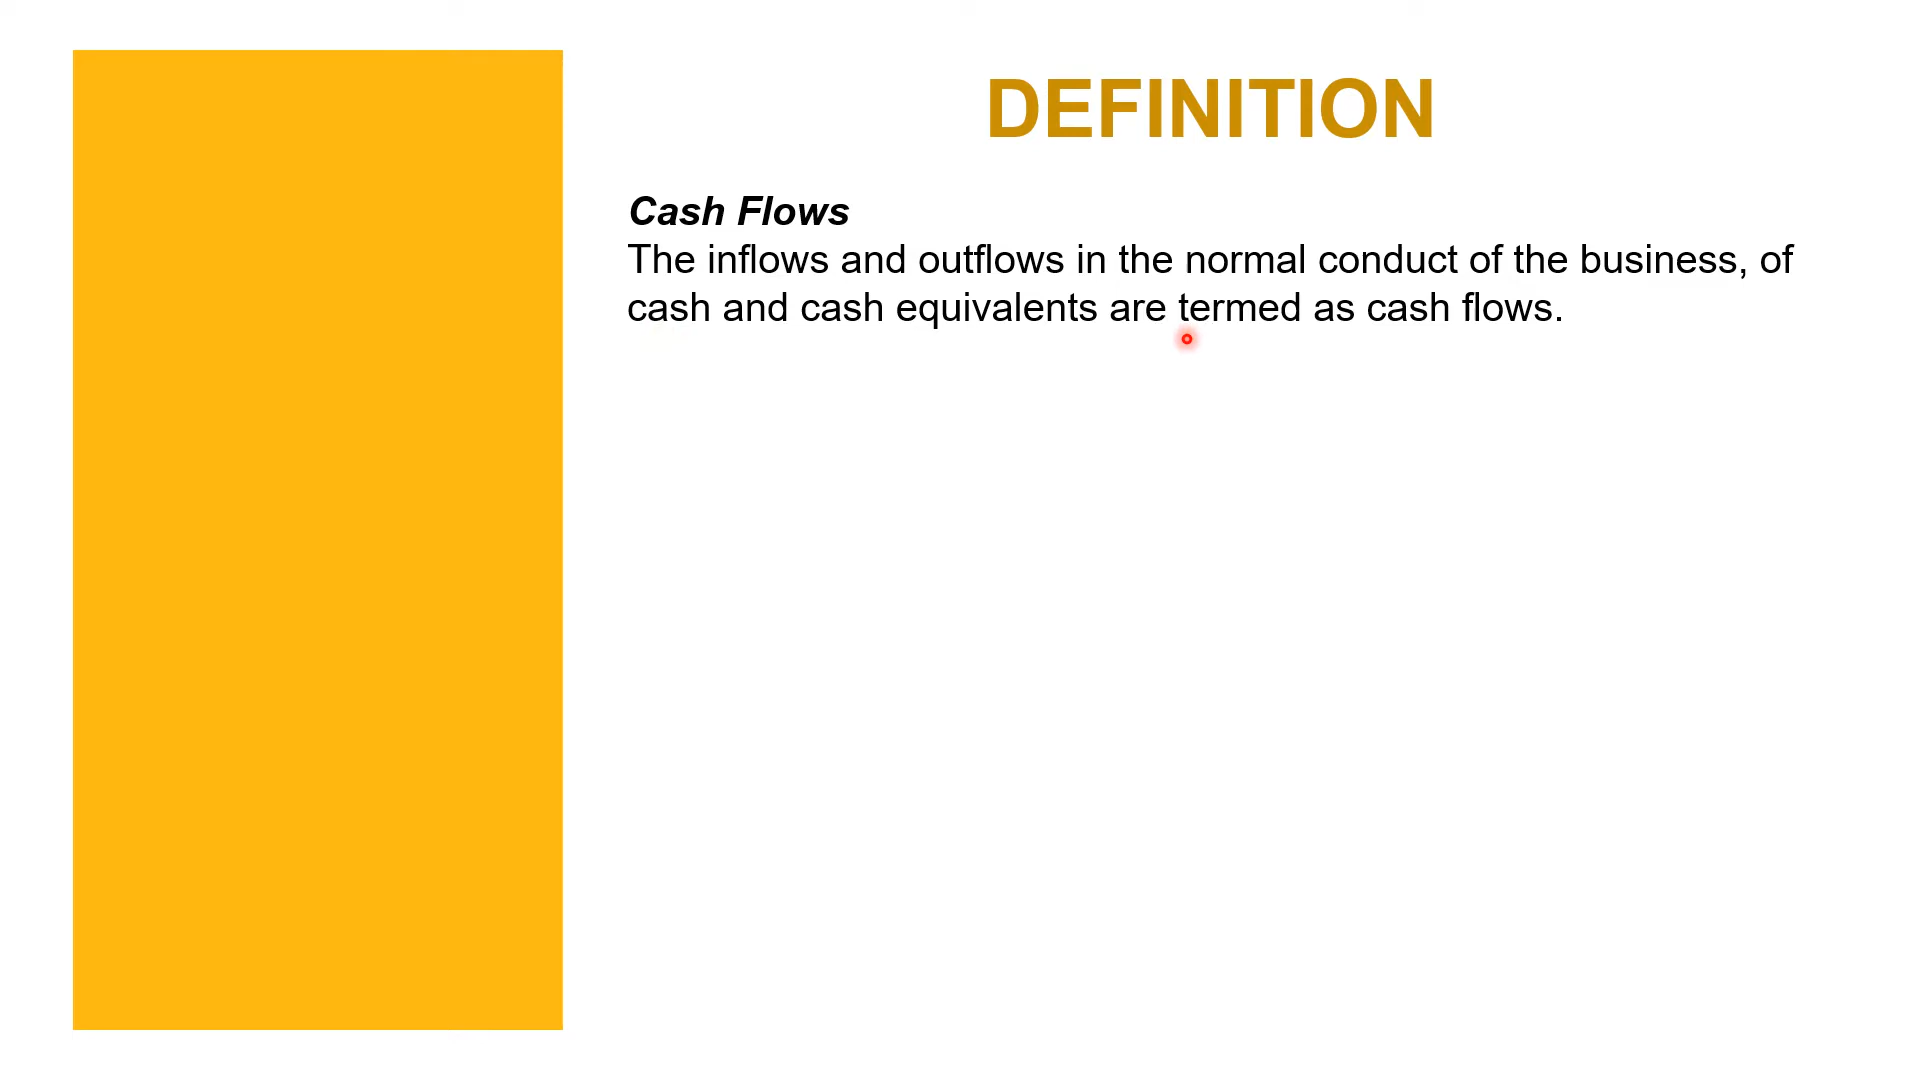 DEFINITION
Cash Flows
The inflows and outflows in the normal conduct of the business, of
cash and cash equivalents are termed as cash flows.